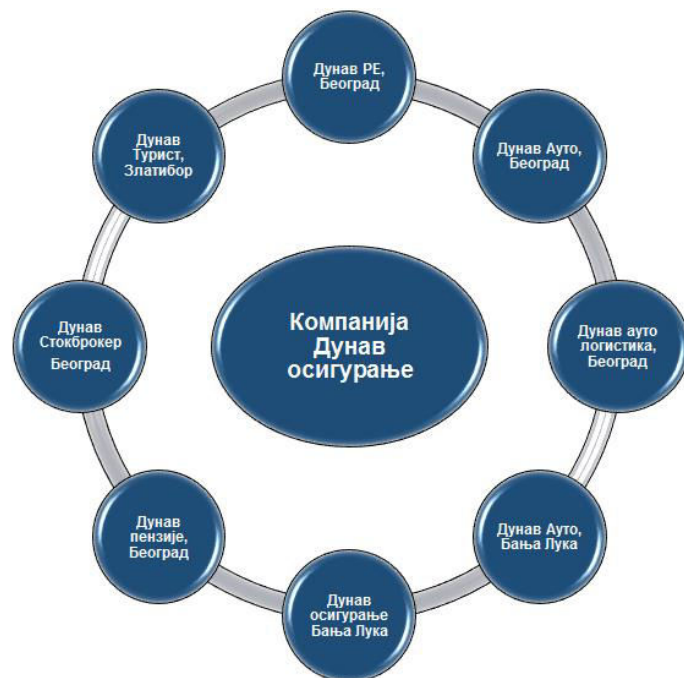 Дунав РЕ,
Београд
Дунав Ауто,
Београд
Дунав ауто
логистика,
Београд
Дунав Ауто,
Бања Лука
Дунав
осигурање
Бања Лука
Дунав
пензије,
Београд
Дунав
Стокброкер
Београд
Дунав
Турист,
Златибор
Компанија
Дунав
осигурање